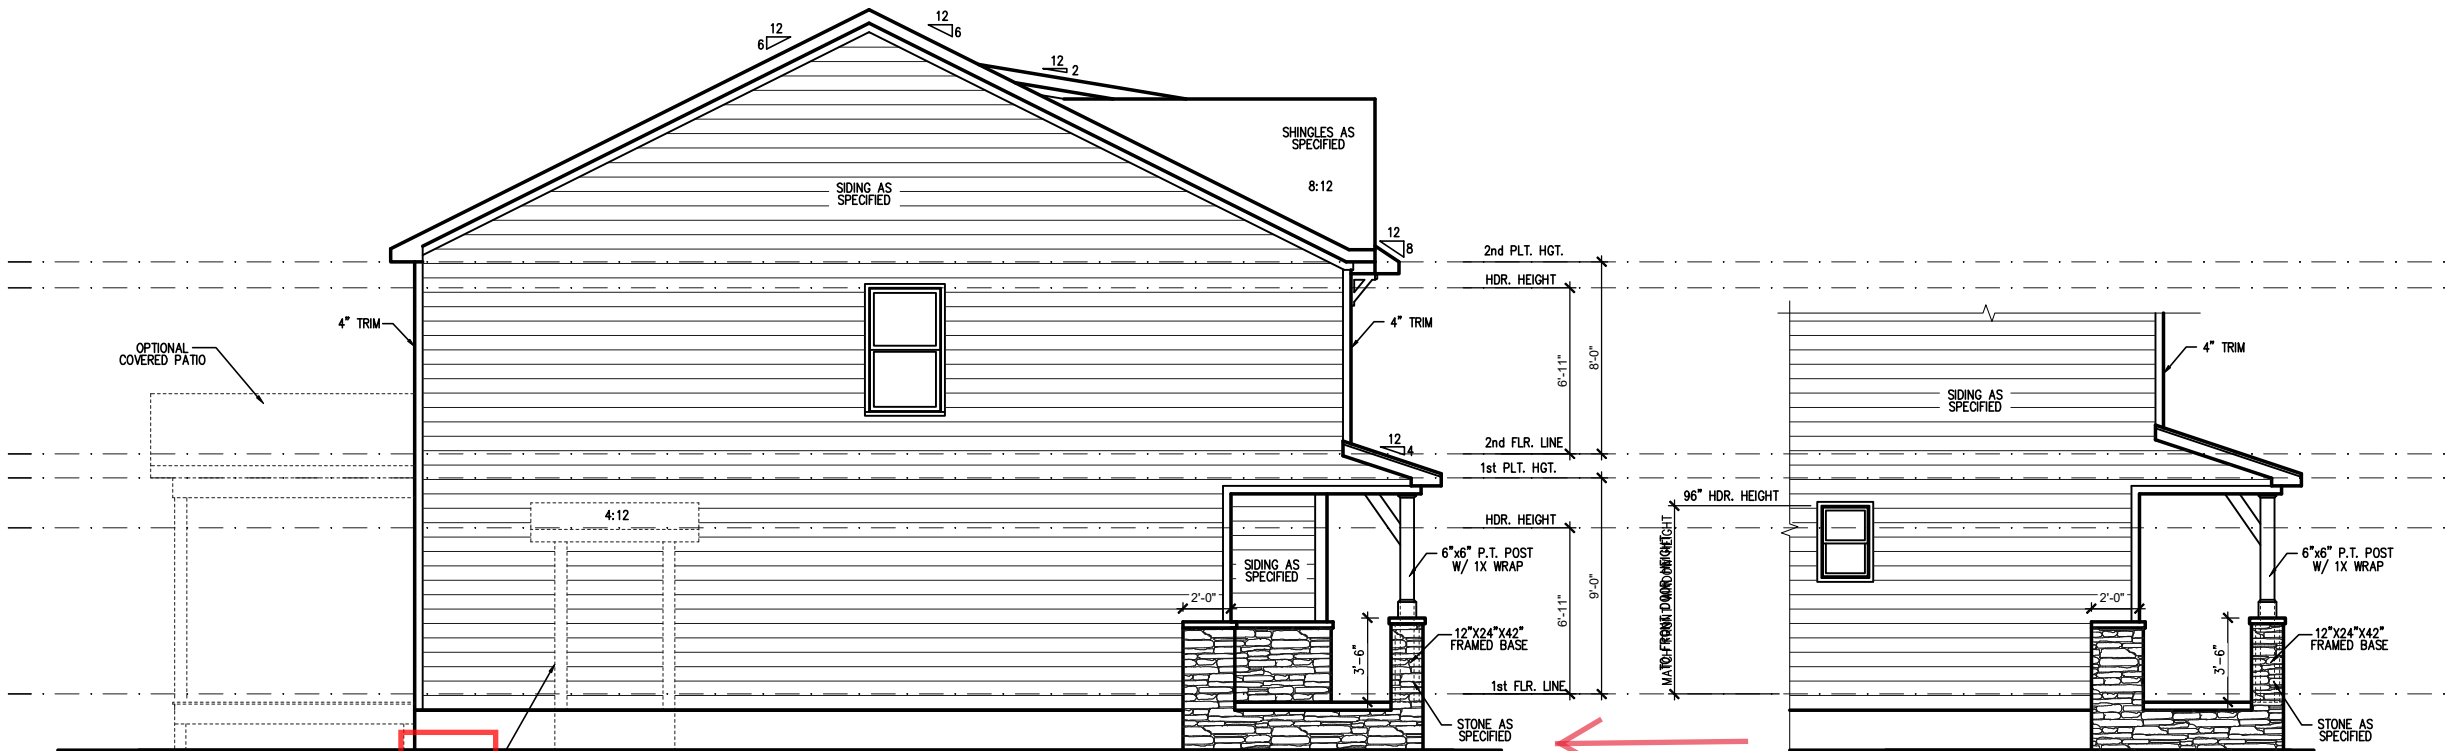 12
6
12
6
12
2
SHINGLES AS
SPECIFIED
8:12
SIDING AS
SPECIFIED
12
8
2nd PLT. HGT.
HDR. HEIGHT
4" TRIM
4" TRIM
4" TRIM
OPTIONAL
COVERED PATIO
6'-11"
8'-0"
SIDING AS
SPECIFIED
12
4
2nd FLR. LINE
1st PLT. HGT.
96" HDR. HEIGHT
4:12
HDR. HEIGHT
6"x6" P.T. POST
W/ 1X WRAP
6"x6" P.T. POST
W/ 1X WRAP
SIDING AS
SPECIFIED
2'-0"
6'-11"
9'-0"
2'-0"
12"X24"X42"
FRAMED BASE
12"X24"X42"
FRAMED BASE
3'-6"
3'-6"
1st FLR. LINE
STONE AS
SPECIFIED
STONE AS
SPECIFIED